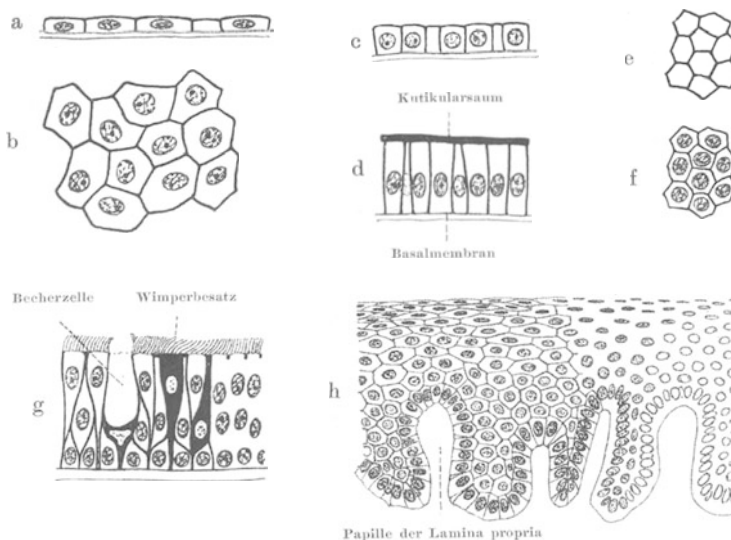 a
b
c
Kutikularsaum
d
Basalmembran
e
f
Becherzelle Wimperbesatz
g
h
Papille der Lamina propria